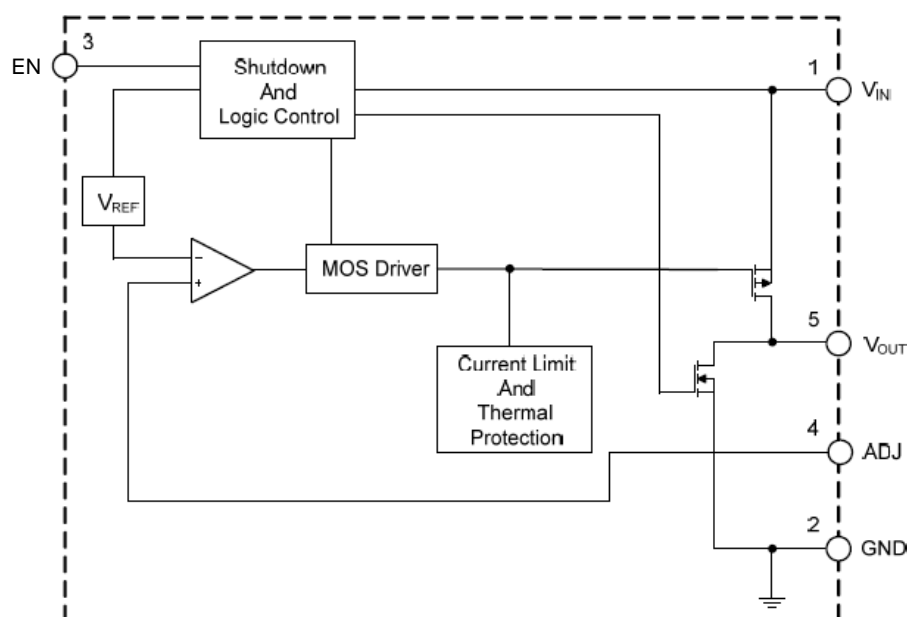 3
EN
Shutdown
And
Logic Control
1
VIN
VREF
−
+
MOS Driver
5
VOUT
Current Limit
And
Thermal
Protection
4
ADJ
2
GND